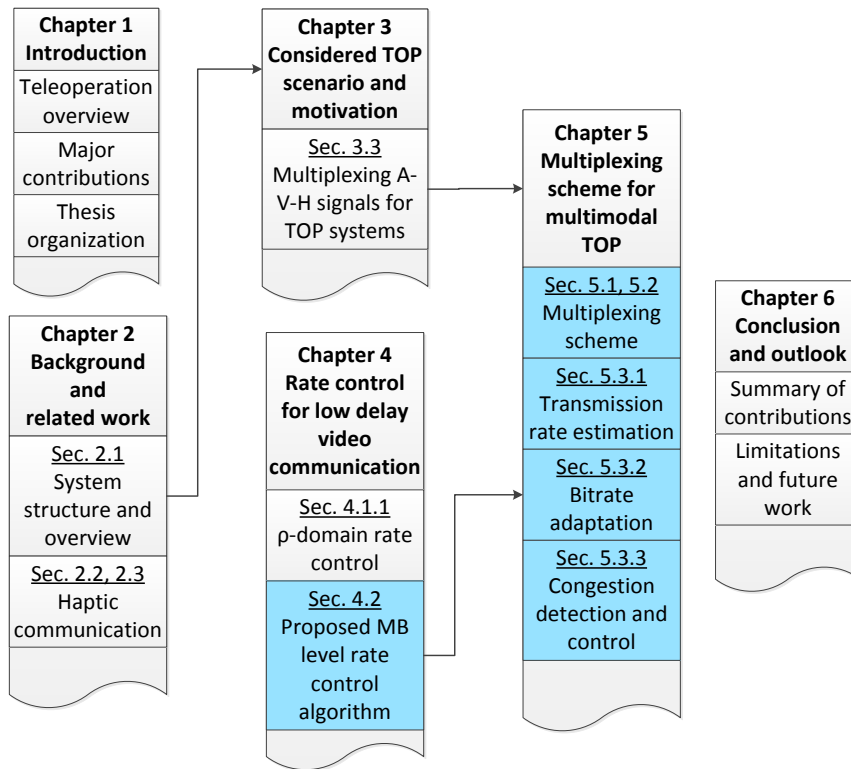 Chapter 1
Introduction
Teleoperation
overview
Major
contributions
Thesis
organization
Chapter 2
Background
and
related work
Sec. 2.1
System
structure and
overview
Sec. 2.2, 2.3
Haptic
communication
Chapter 3
Considered TOP
scenario and
motivation
Sec. 3.3
Multiplexing A-
V-H signals for
TOP systems
Chapter 4
Rate control
for low delay
video
communication
Sec. 4.1.1
ρ-domain rate
control
Sec. 4.2
Proposed MB
level rate
control
algorithm
Chapter 5
Multiplexing
scheme for
multimodal
TOP
Sec. 5.1, 5.2
Multiplexing
scheme
Sec. 5.3.1
Transmission
rate estimation
Sec. 5.3.2
Bitrate
adaptation
Sec. 5.3.3
Congestion
detection and
control
Chapter 6
Conclusion
and outlook
Summary of
contributions
Limitations
and future
work